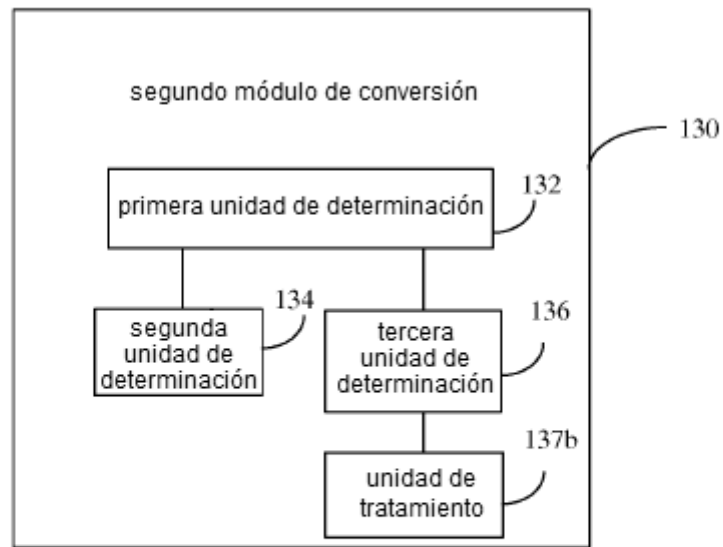 segundo módulo de conversión
130
primera unidad de determinación
132
segunda
unidad de
determinación
134
tercera
unidad de
determinación
136
unidad de
tratamiento
137b